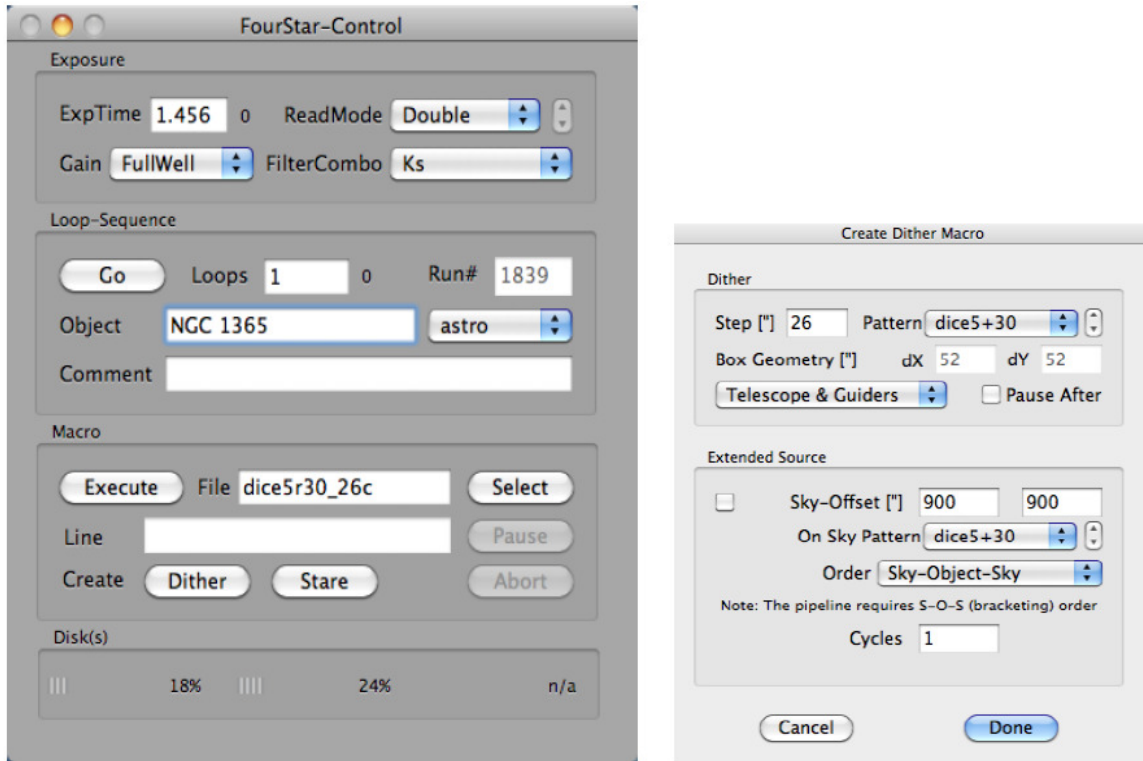 FourStar-Control
Exposure
ExpTime 1.456 0 ReadMode Double
Gain FullWell FilterCombo Ks
Loop-Sequence
Go Loops 1 0 Run# 1839
Object NGC 1365 astro
Comment
Macro
Execute File dice5r30_26c Select
Line Pause
Create Dither Stare Abort
Disk(s)
18% 24% n/a
Create Dither Macro
Dither
Step ["] 26 Pattern dice5+30
Box Geometry ["] dX 52 dY 52
Telescope & Guiders Pause After
Extended Source
Sky-Offset ["] 900 900
On Sky Pattern dice5+30
Order Sky-Object-Sky
Note: The pipeline requires S-O-S (bracketing) order
Cycles 1
Cancel Done